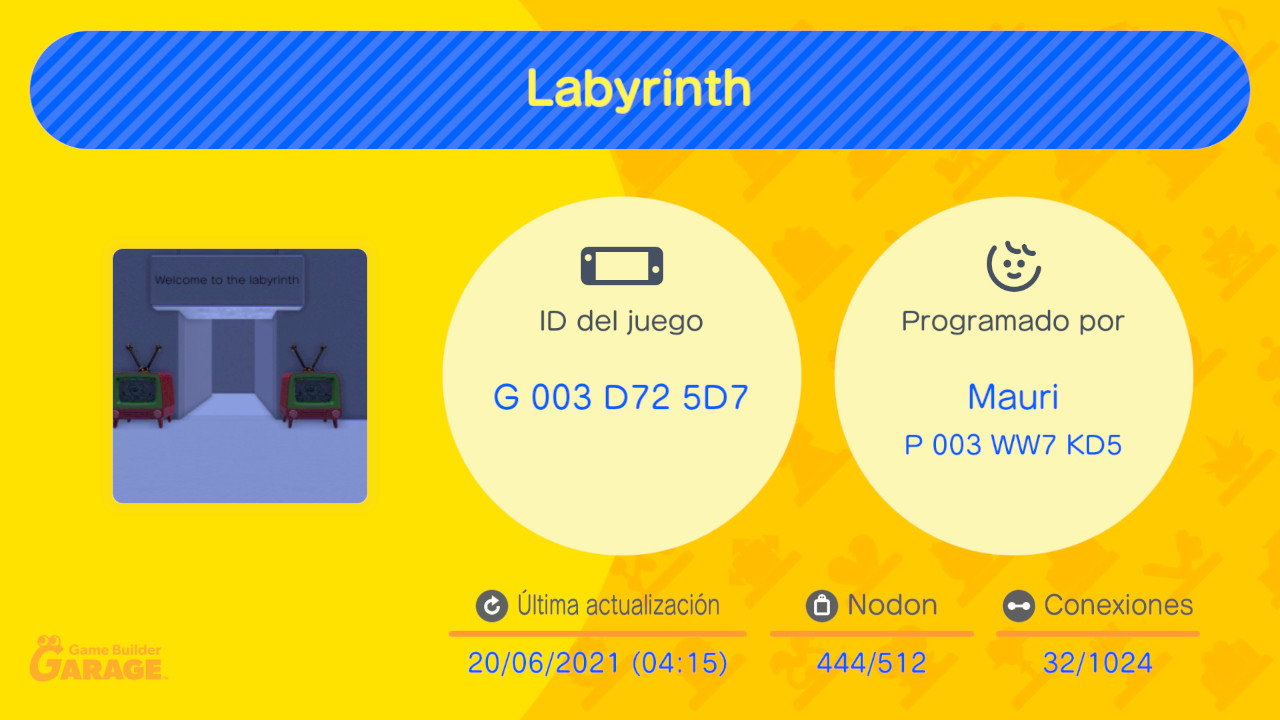 Labyrinth
Welcome to the labyrinth
ID del juego
G 003 D72 5D7
Programado por
Mauri
P 003 WW7 KD5
Última actualización
20/06/2021 (04:15)
Nodon
444/512
Conexiones
32/1024
Game Builder
GARAGE™